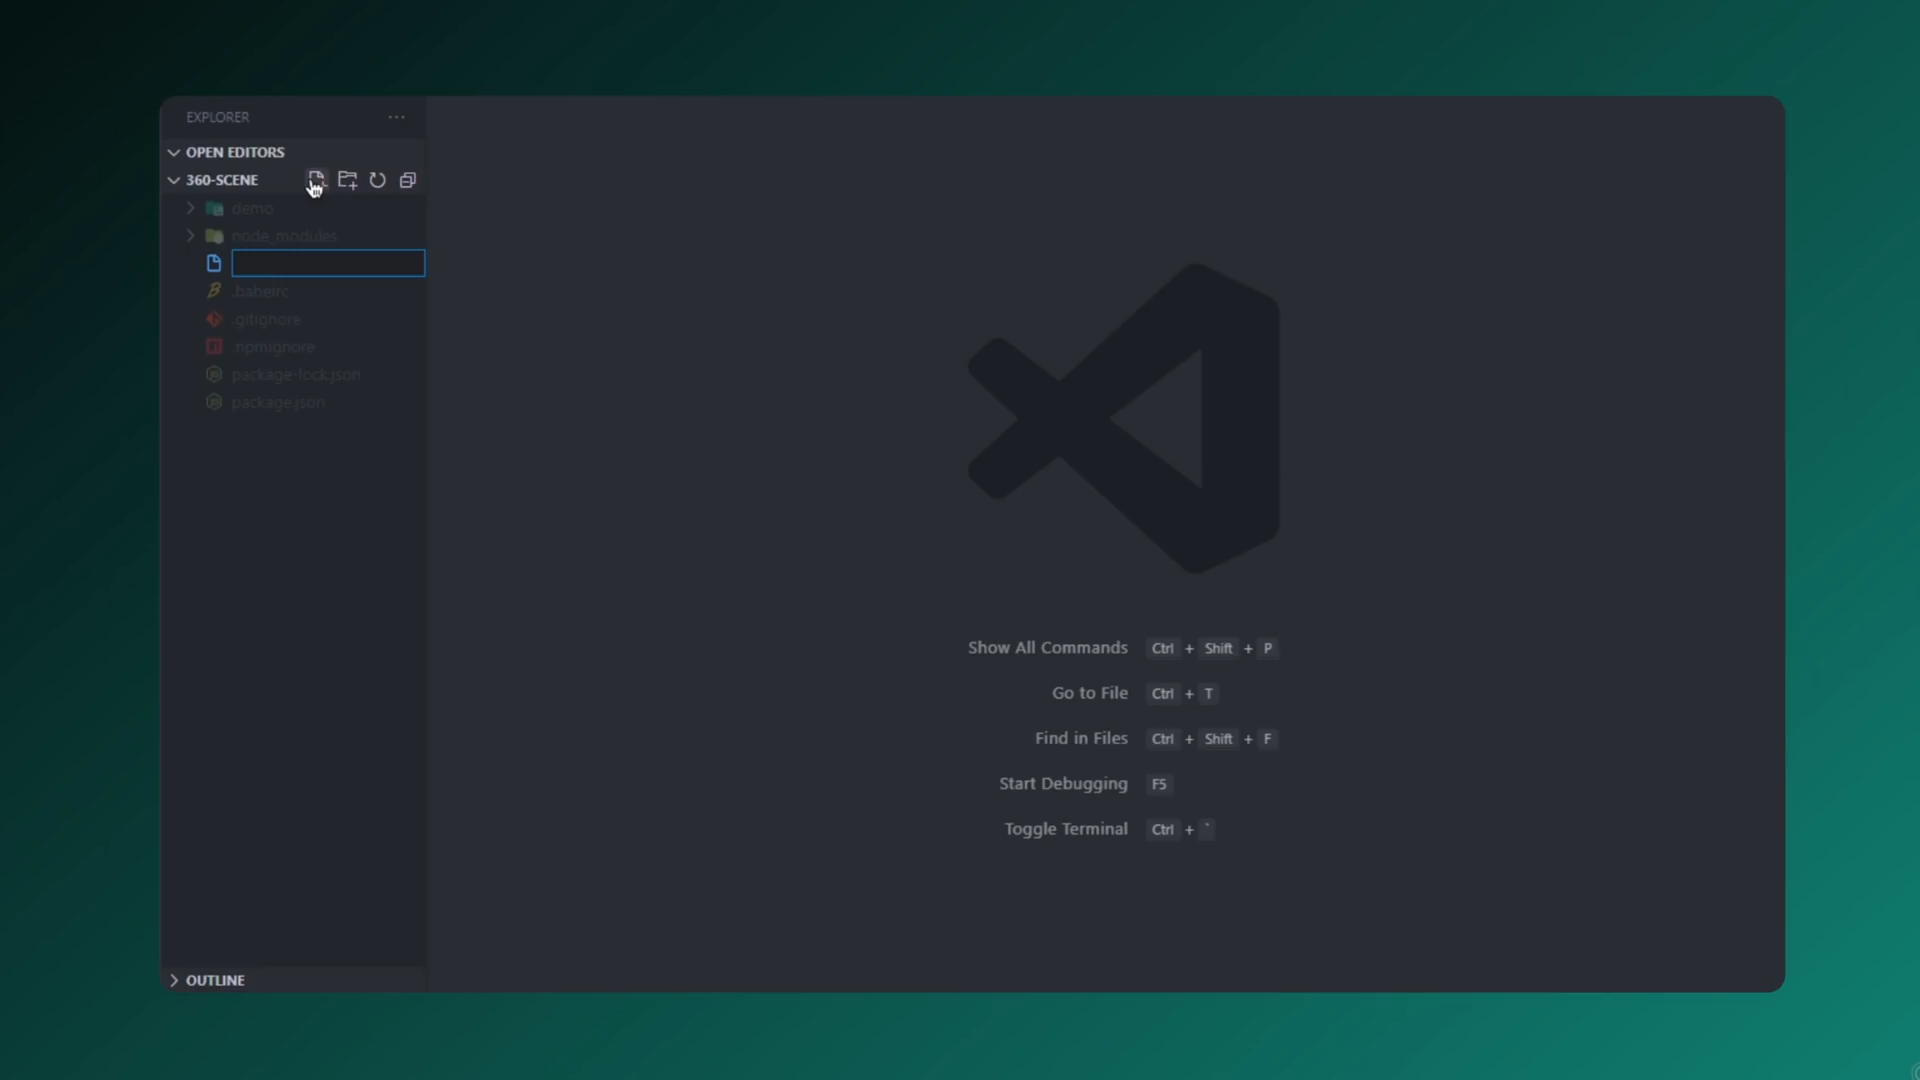 EXPLORER
OPEN EDITORS
360-SCENE
demo
node_modules
.babelrc
.gitignore
.npmignore
package-lock.json
package.json
Show All Commands Ctrl + Shift + P
Go to File Ctrl + T
Find in Files Ctrl + Shift + F
Start Debugging F5
Toggle Terminal Ctrl + `
OUTLINE